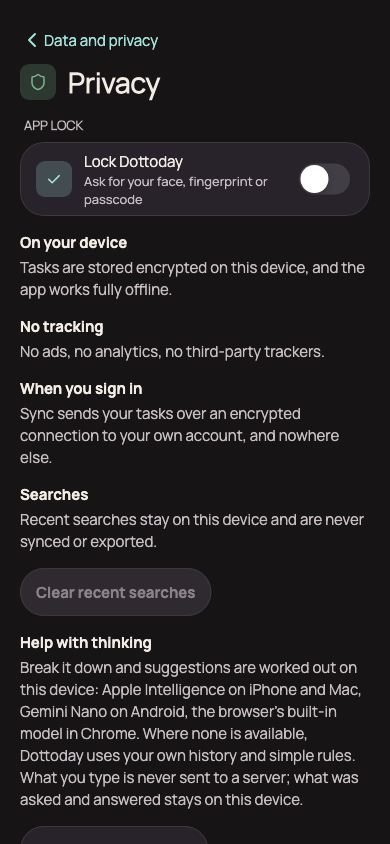 Data and privacy
Privacy
APP LOCK
Lock Dottoday
Ask for your face, fingerprint or
passcode
On your device
Tasks are stored encrypted on this device, and the
app works fully offline.
No tracking
No ads, no analytics, no third-party trackers.
When you sign in
Sync sends your tasks over an encrypted
connection to your own account, and nowhere
else.
Searches
Recent searches stay on this device and are never
synced or exported.
Clear recent searches
Help with thinking
Break it down and suggestions are worked out on
this device: Apple Intelligence on iPhone and Mac,
Gemini Nano on Android, the browser's built-in
model in Chrome. Where none is available,
Dottoday uses your own history and simple rules.
What you type is never sent to a server; what was
asked and answered stays on this device.